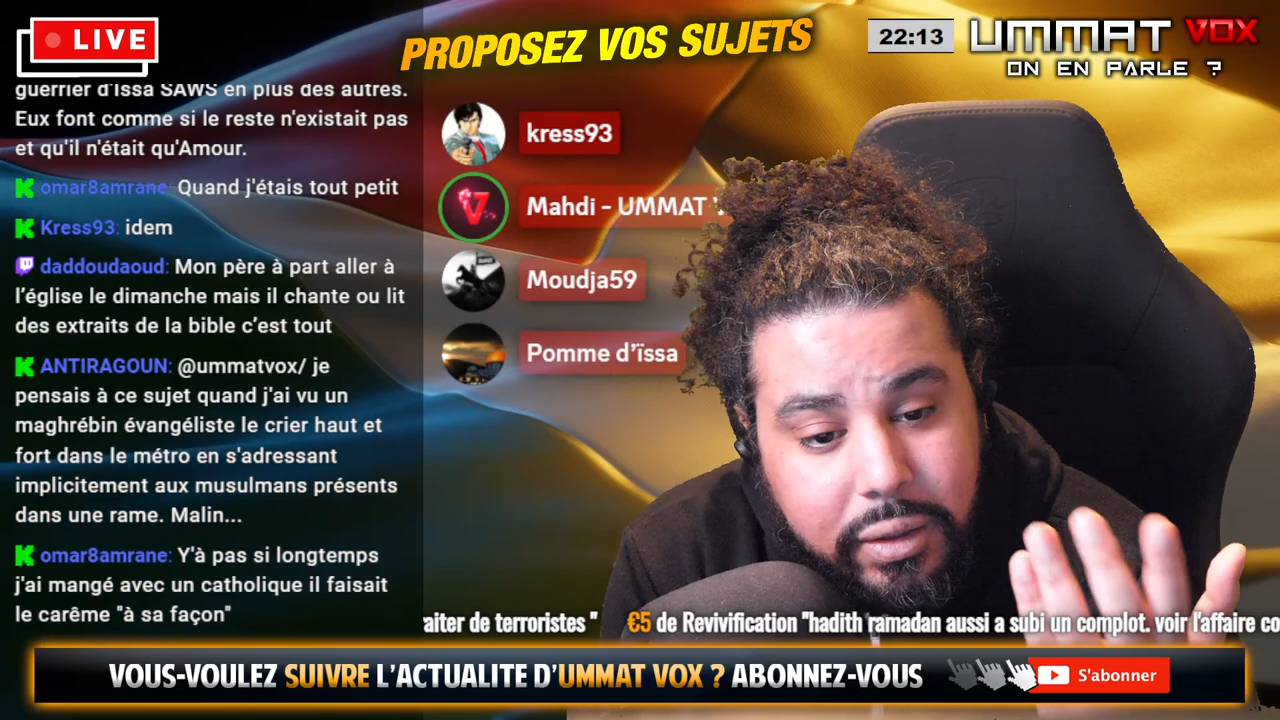 LIVE
PROPOSEZ VOS SUJETS
22:13
UMMAT VOX
ON EN PARLE ?
guerrier d'Issa SAWS en plus des autres.
Eux font comme si le reste n'existait pas
et qu'il n'était qu'Amour.
omar8amrane: Quand j'étais tout petit
Kress93: idem
daddoudaoud: Mon père à part aller à
l'église le dimanche mais il chante ou lit
des extraits de la bible c'est tout
ANTIRAGOUN: @ummatvox/ je
pensais à ce sujet quand j'ai vu un
maghrébin évangéliste le crier haut et
fort dans le métro en s'adressant
implicitement aux musulmans présents
dans une rame. Malin...
omar8amrane: Y'à pas si longtemps
j'ai mangé avec un catholique il faisait
le carême "à sa façon"
kress93
Mahdi - UMMAT
Moudja59
Pomme d'ïssa
aiter de terroristes " €5 de Revivification "hadith ramadan aussi a subi un complot. voir l'affaire co
VOUS-VOULEZ SUIVRE L'ACTUALITE D'UMMAT VOX ? ABONNEZ-VOUS
S'abonner